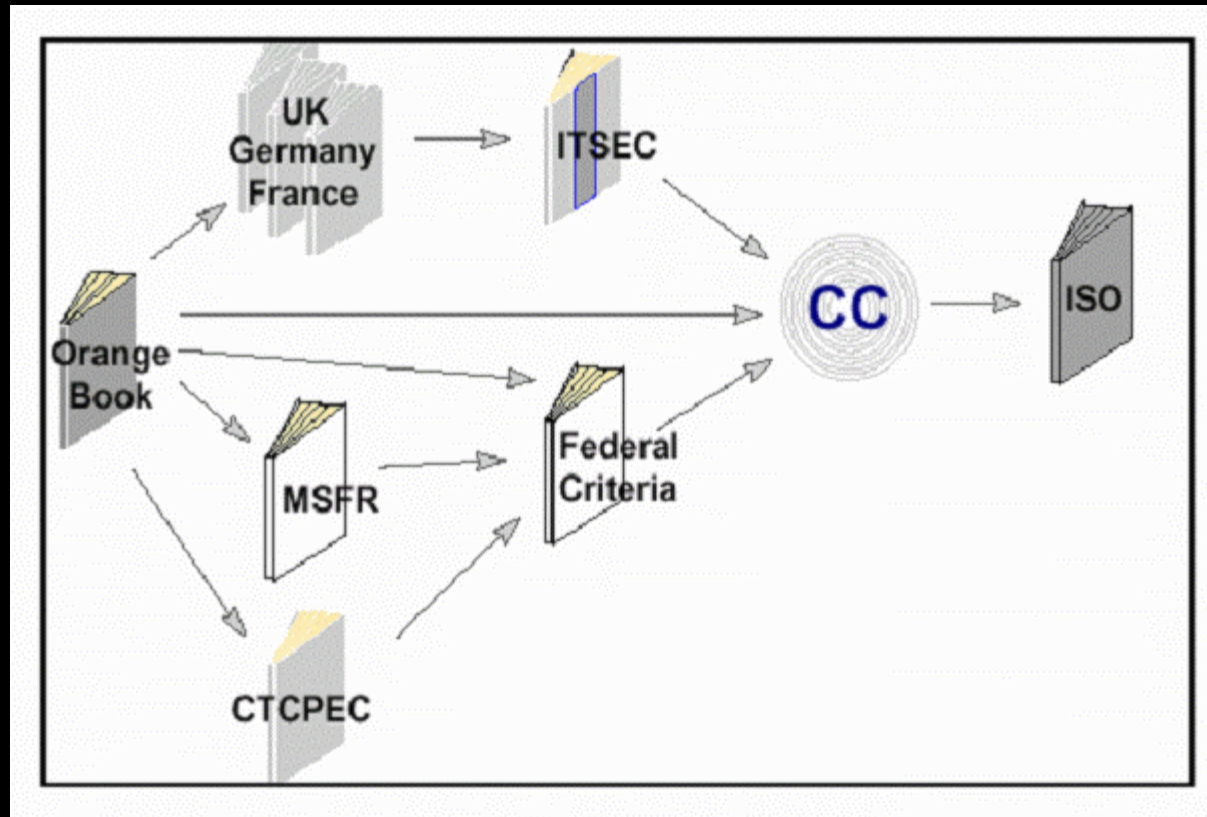 UK
Germany
France
ITSEC
CC
ISO
Orange
Book
MSFR
Federal
Criteria
CTCPEC